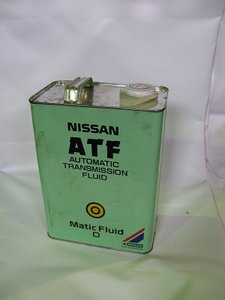 NISSAN
ATF
AUTOMATIC
TRANSMISSION
FLUID
Matic Fluid
D